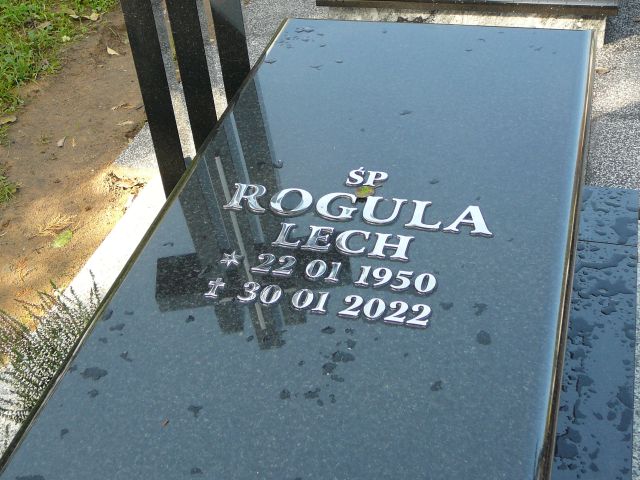 ŚP
ROGULA
LECH
* 22 01 1950
† 30 01 2022